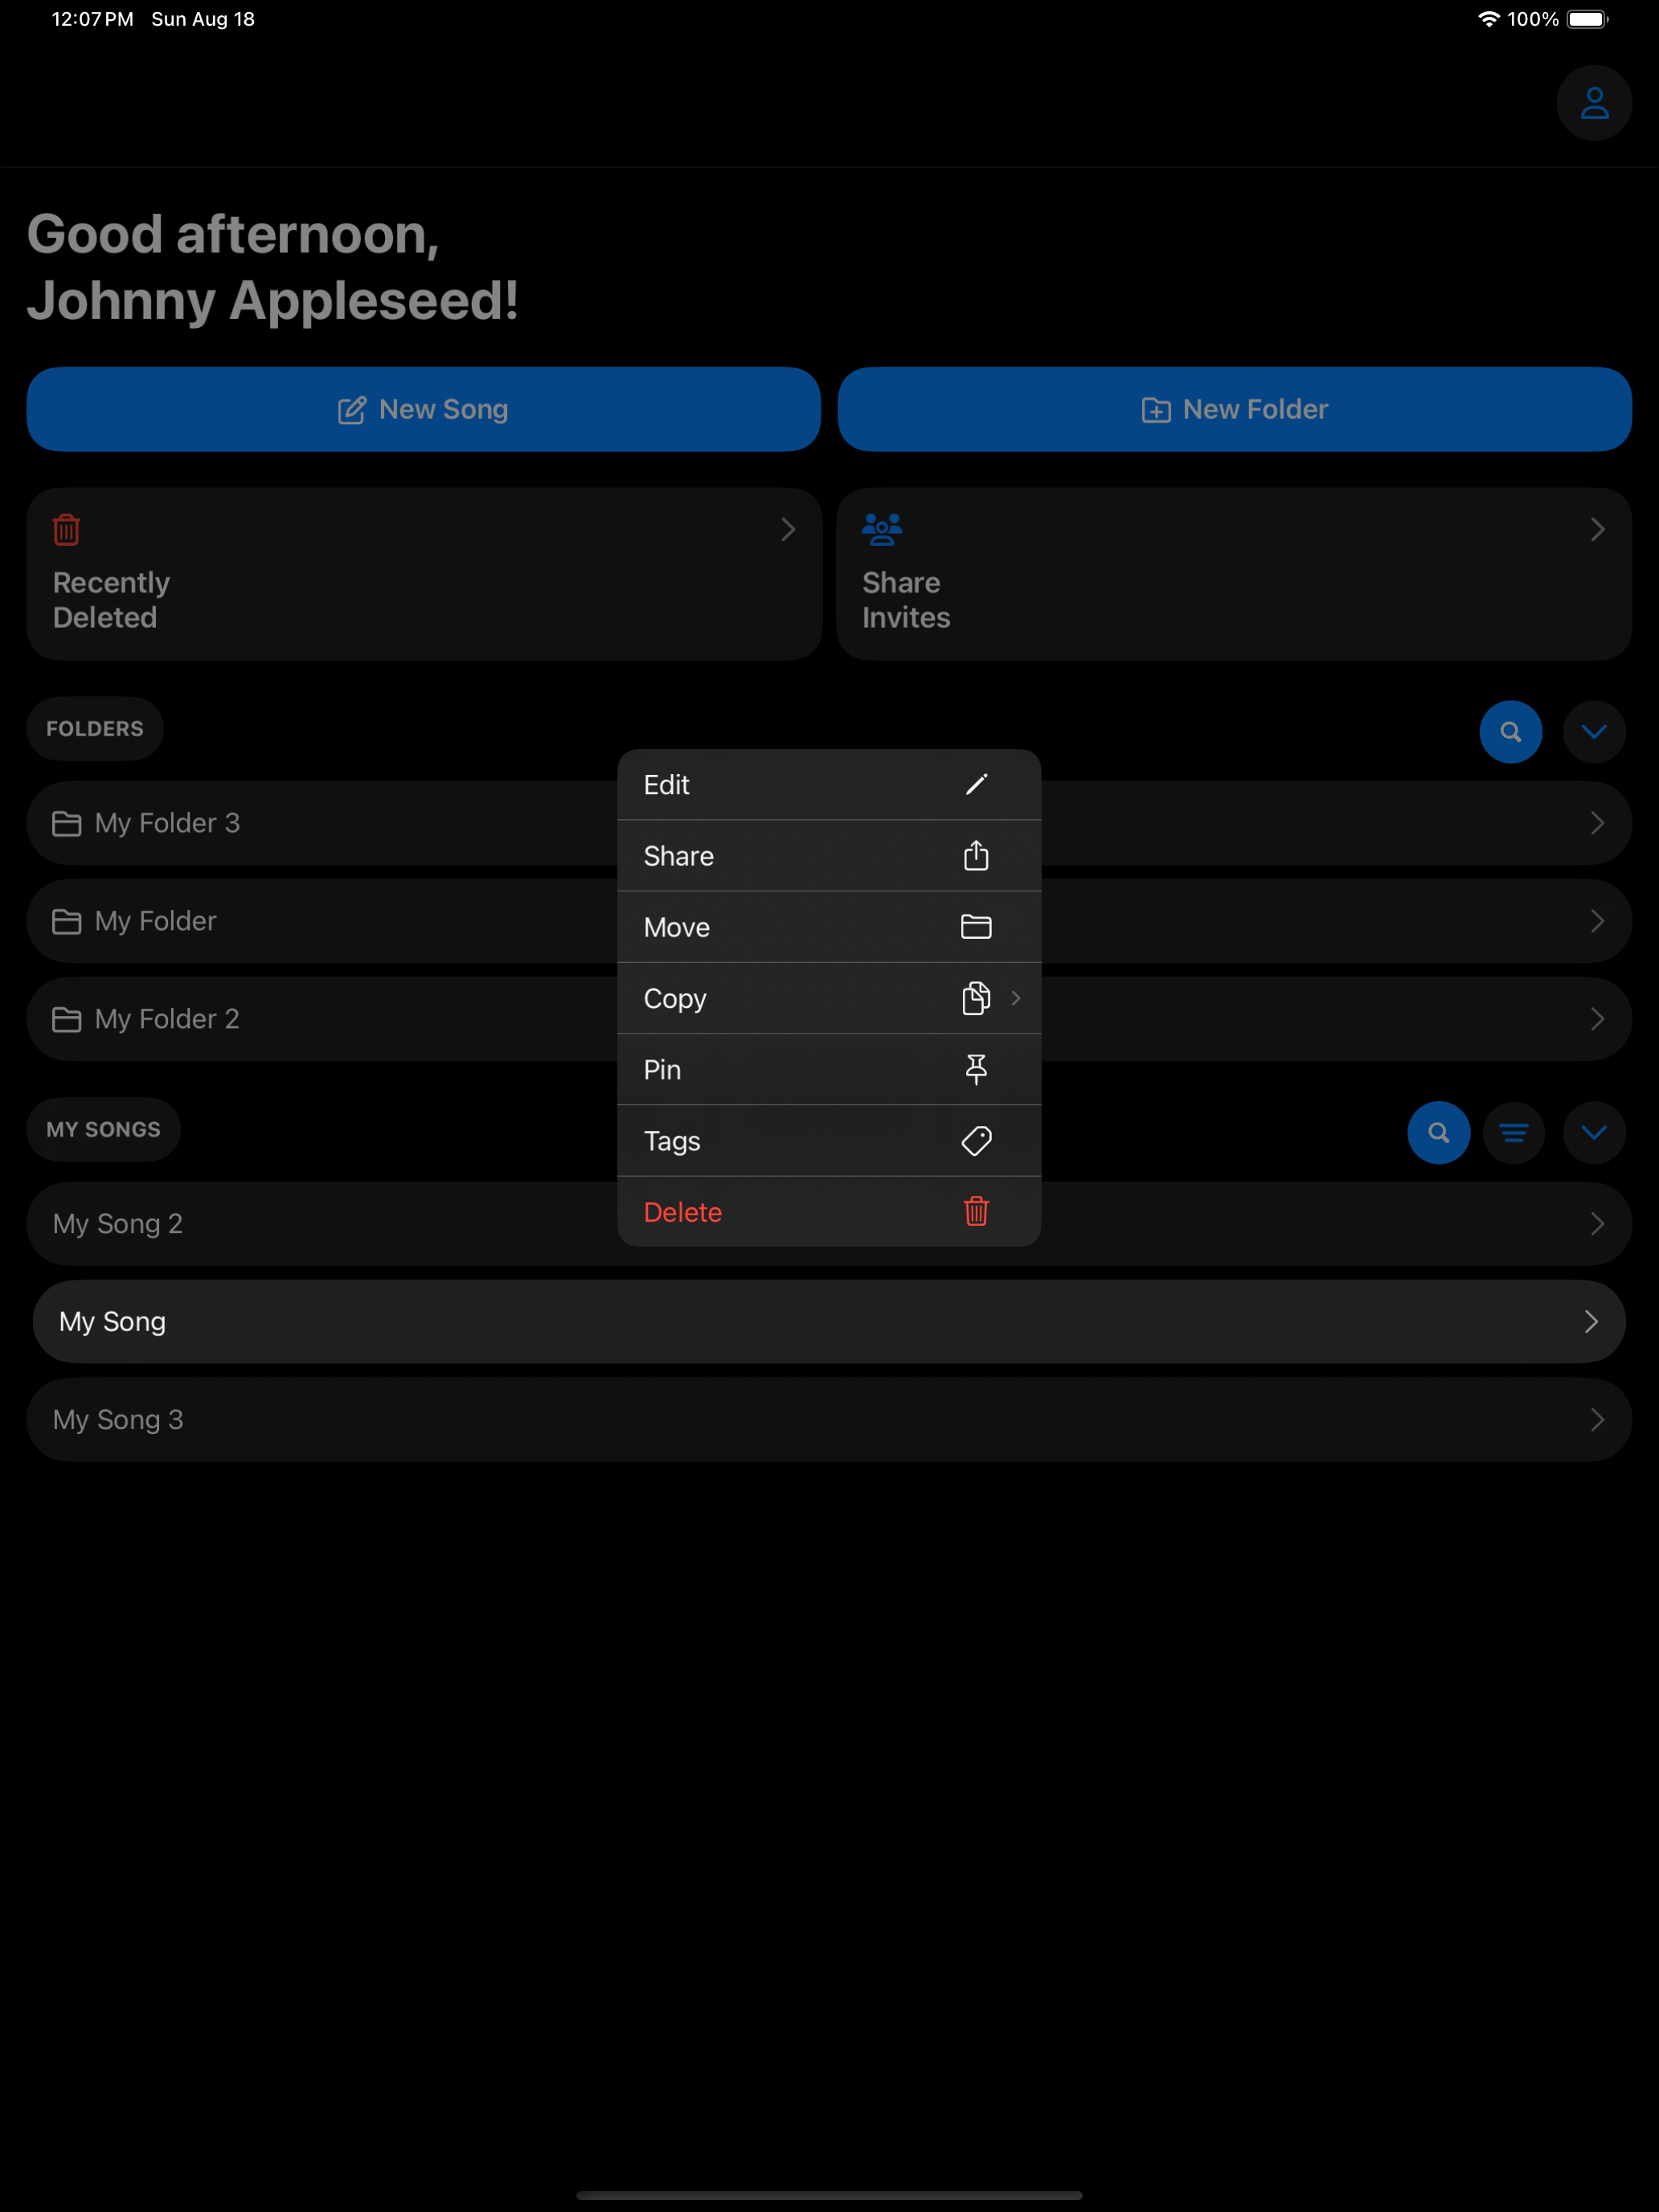 12:07 PM Sun Aug 18
100%
Good afternoon,
Johnny Appleseed!
New Song
New Folder
Recently
Deleted
Share
Invites
FOLDERS
My Folder 3
My Folder
My Folder 2
Edit
Share
Move
Copy
Pin
Tags
Delete
MY SONGS
My Song 2
My Song
My Song 3